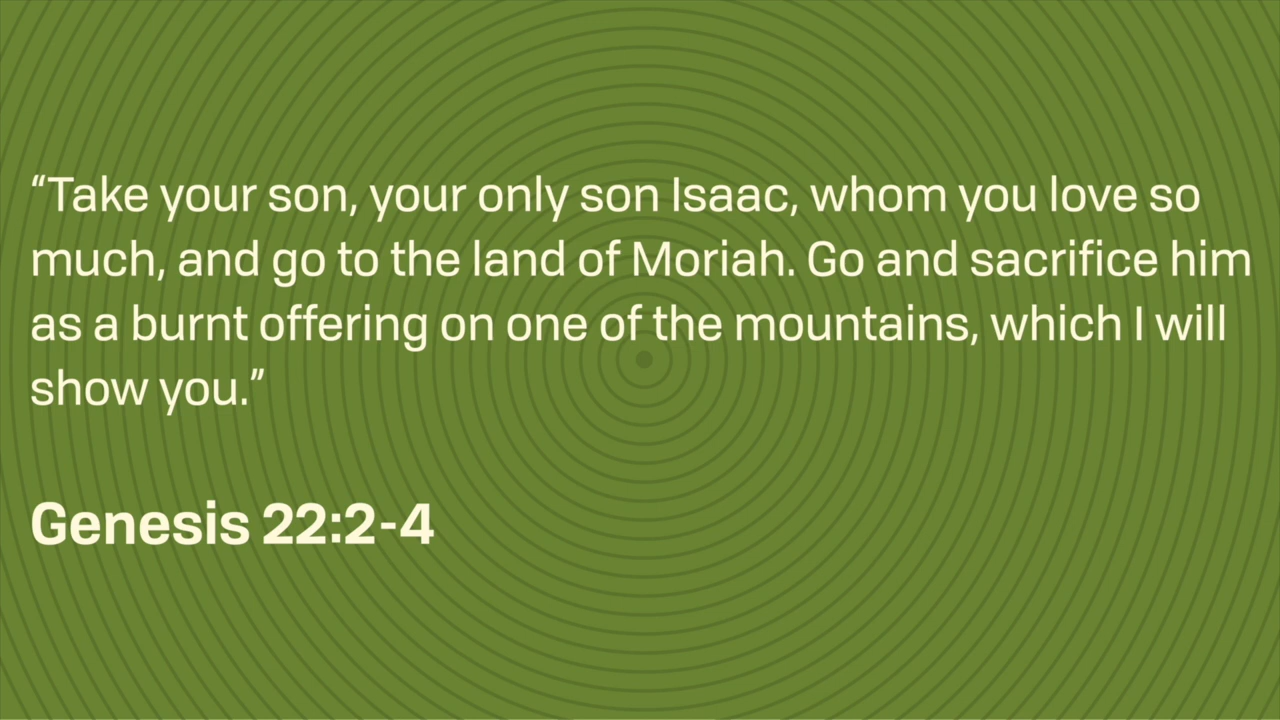 “Take your son, your only son Isaac, whom you love so
much, and go to the land of Moriah. Go and sacrifice him
as a burnt offering on one of the mountains, which I will
show you.”
Genesis 22:2-4